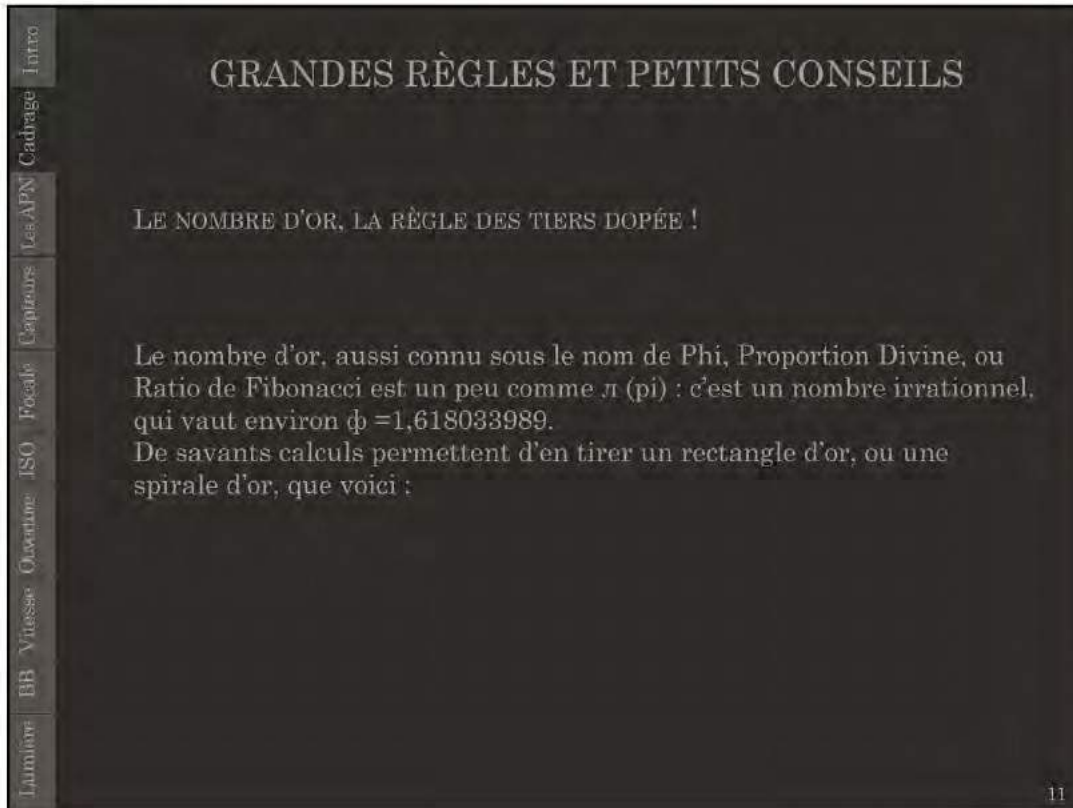 GRANDES RÈGLES ET PETITS CONSEILS
LE NOMBRE D'OR, LA RÈGLE DES TIERS DOPÉE !
Le nombre d'or, aussi connu sous le nom de Phi, Proportion Divine, ou
Ratio de Fibonacci est un peu comme π (pi) : c'est un nombre irrationnel,
qui vaut environ ф =1,618033989.
De savants calculs permettent d'en tirer un rectangle d'or, ou une
spirale d'or, que voici :
Intro
Cadrage
Les APN
Capteurs
Focale
ISO
Ouverture
Vitesse
BB
Lumière
11